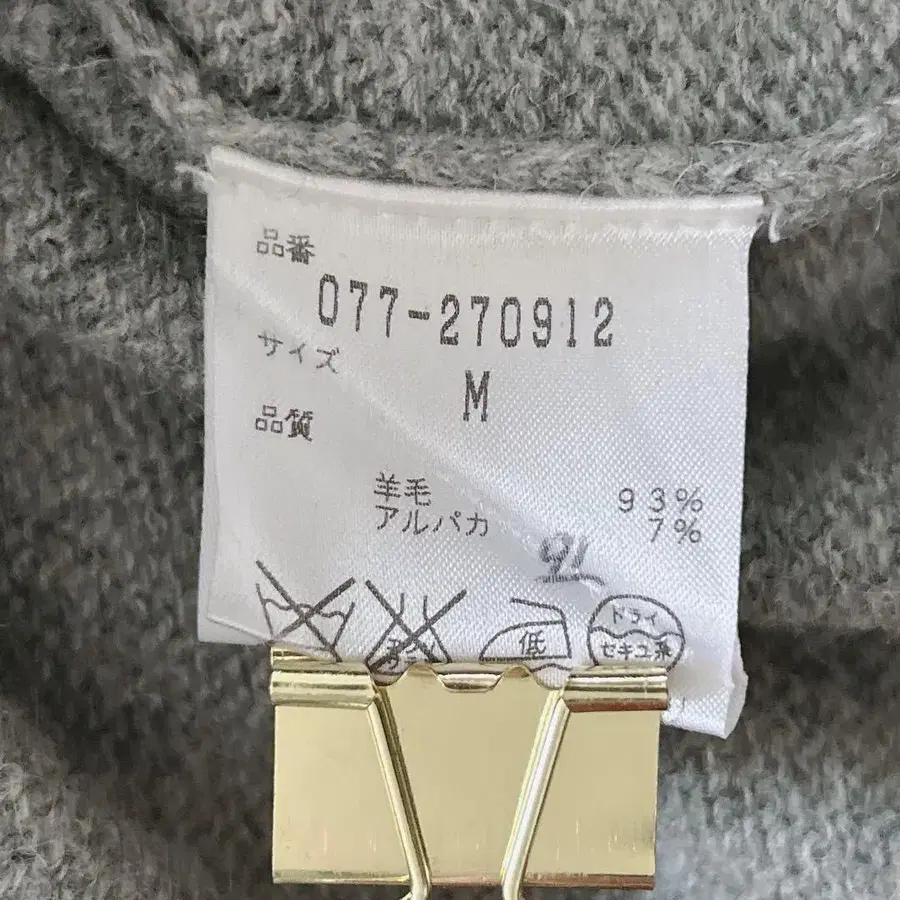 品番
077-270912
サイズ
M
品質
羊毛 93%
アルパカ 7%
低
ドライ
セキユ系